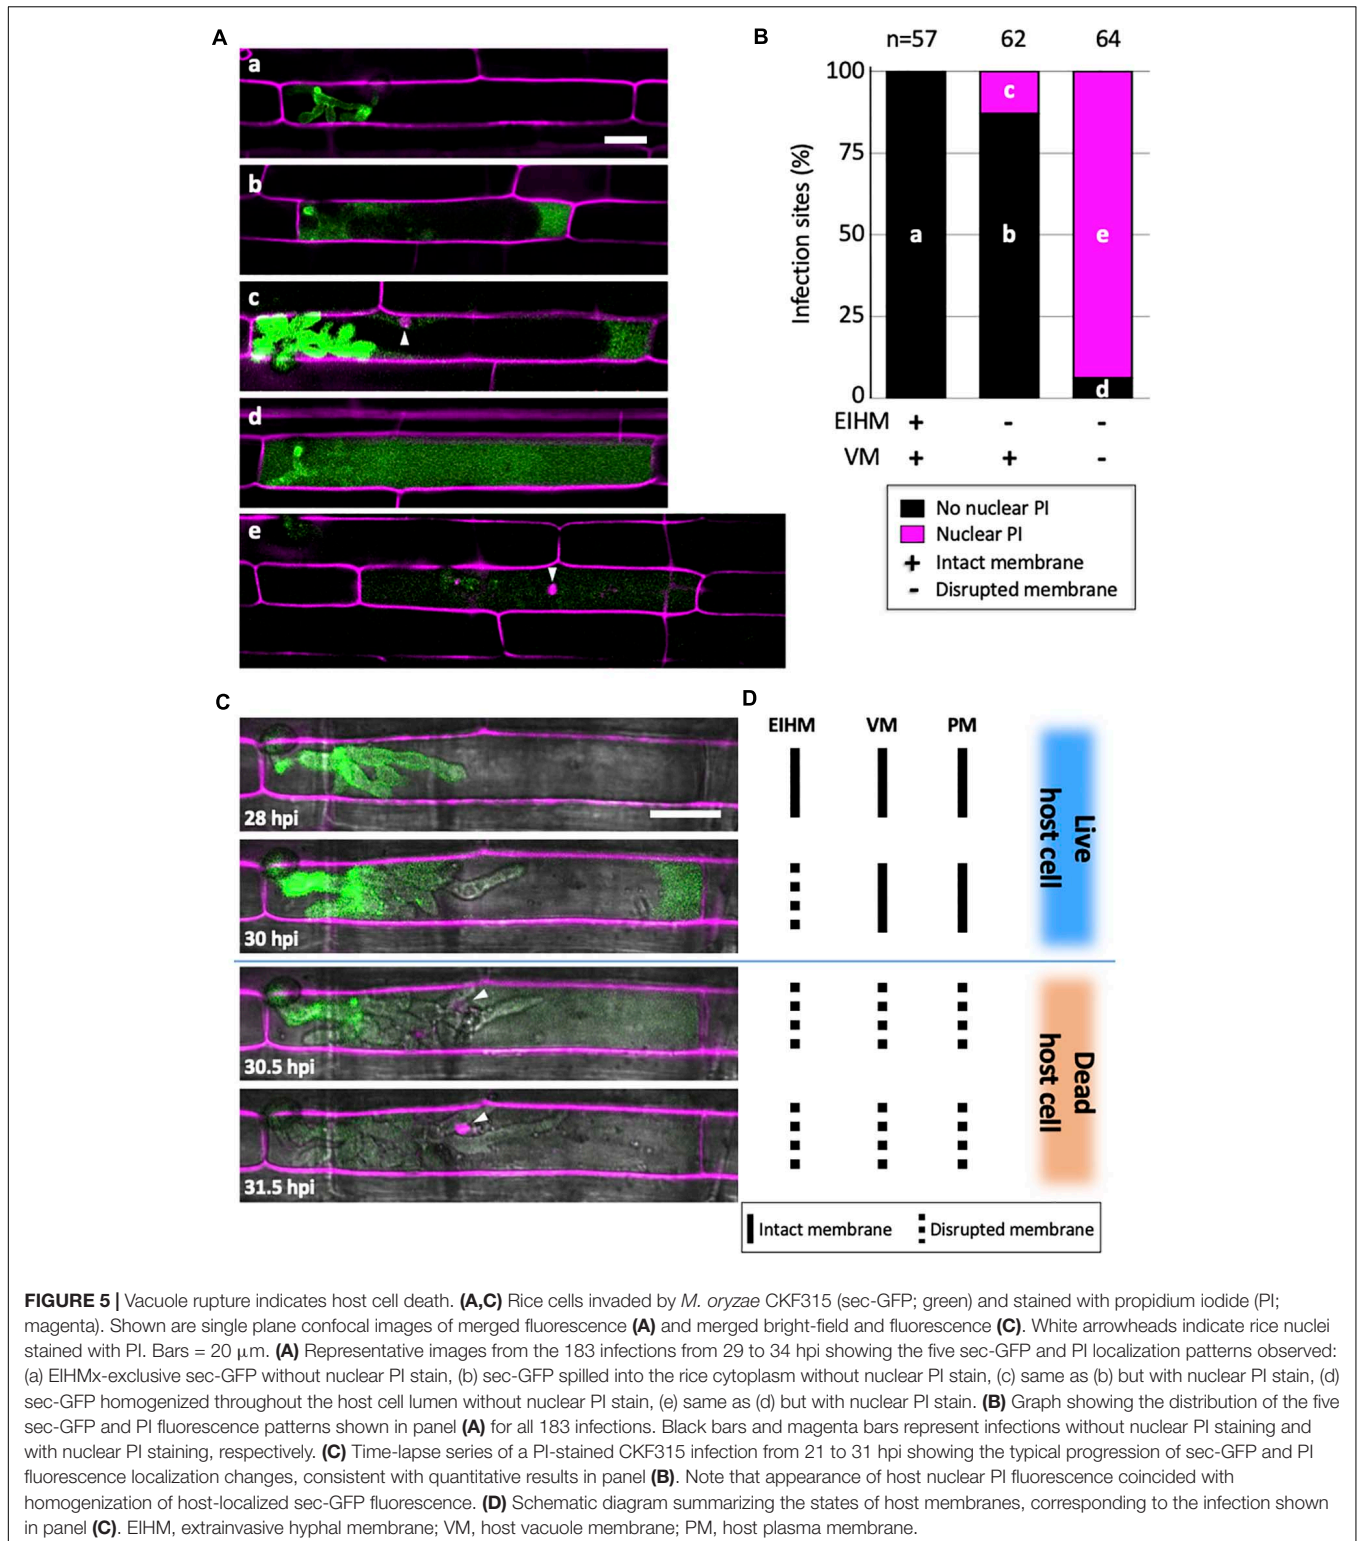 A
a
b
c
d
e
B
n=57 62 64
100
75
50
25
0
Infection sites (%)
a
c
b
e
d
EIHM + - -
VM + + -
No nuclear PI
Nuclear PI
+ Intact membrane
- Disrupted membrane
C
28 hpi
30 hpi
30.5 hpi
31.5 hpi
D
EIHM VM PM
Live
host cell
Dead
host cell
Intact membrane Disrupted membrane
FIGURE 5 | Vacuole rupture indicates host cell death. (A,C) Rice cells invaded by M. oryzae CKF315 (sec-GFP; green) and stained with propidium iodide (PI;
magenta). Shown are single plane confocal images of merged fluorescence (A) and merged bright-field and fluorescence (C). White arrowheads indicate rice nuclei
stained with PI. Bars = 20 μm. (A) Representative images from the 183 infections from 29 to 34 hpi showing the five sec-GFP and PI localization patterns observed:
(a) EIHMx-exclusive sec-GFP without nuclear PI stain, (b) sec-GFP spilled into the rice cytoplasm without nuclear PI stain, (c) same as (b) but with nuclear PI stain, (d)
sec-GFP homogenized throughout the host cell lumen without nuclear PI stain, (e) same as (d) but with nuclear PI stain. (B) Graph showing the distribution of the five
sec-GFP and PI fluorescence patterns shown in panel (A) for all 183 infections. Black bars and magenta bars represent infections without nuclear PI staining and
with nuclear PI staining, respectively. (C) Time-lapse series of a PI-stained CKF315 infection from 21 to 31 hpi showing the typical progression of sec-GFP and PI
fluorescence localization changes, consistent with quantitative results in panel (B). Note that appearance of host nuclear PI fluorescence coincided with
homogenization of host-localized sec-GFP fluorescence. (D) Schematic diagram summarizing the states of host membranes, corresponding to the infection shown
in panel (C). EIHM, extrainvasive hyphal membrane; VM, host vacuole membrane; PM, host plasma membrane.